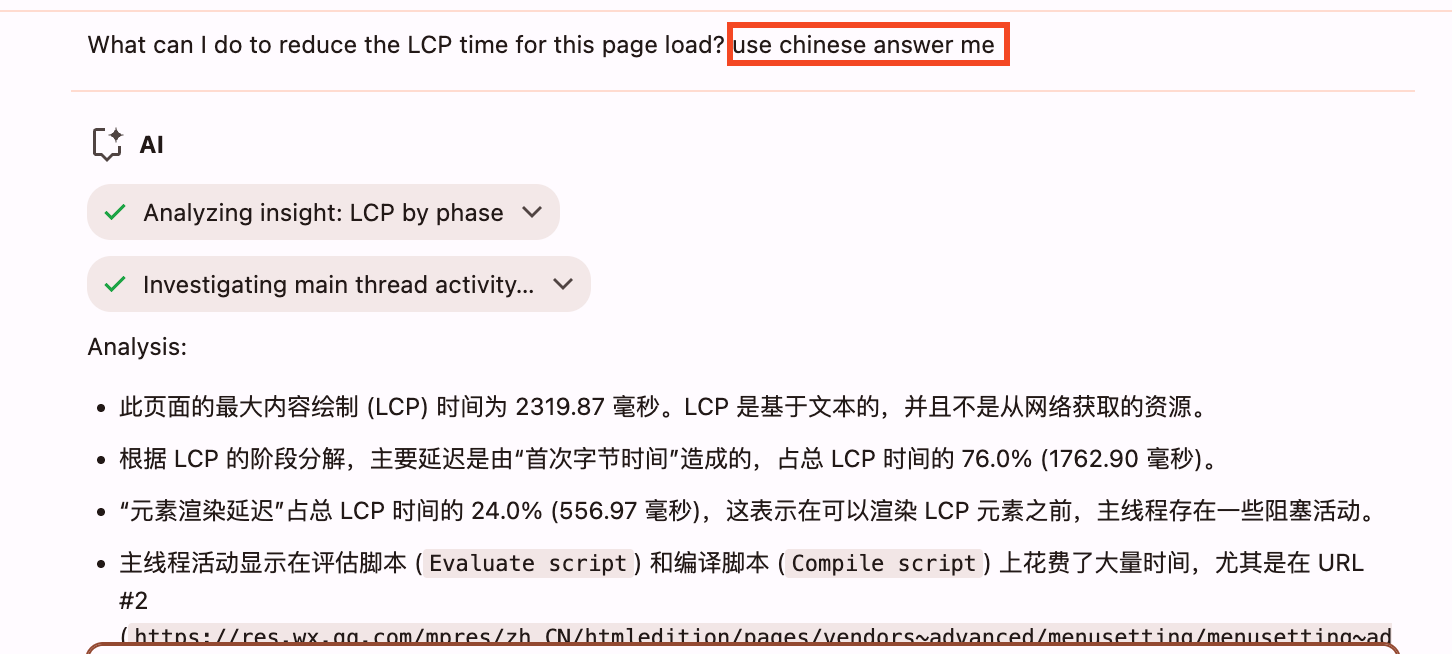 What can I do to reduce the LCP time for this page load? use chinese answer me
AI
Analyzing insight: LCP by phase
Investigating main thread activity...
Analysis:
• 此页面的最大内容绘制 (LCP) 时间为 2319.87 毫秒。LCP 是基于文本的，并且不是从网络获取的资源。
• 根据 LCP 的阶段分解，主要延迟是由“首次字节时间”造成的，占总 LCP 时间的 76.0% (1762.90 毫秒)。
• “元素渲染延迟”占总 LCP 时间的 24.0% (556.97 毫秒)，这表示在可以渲染 LCP 元素之前，主线程存在一些阻塞活动。
• 主线程活动显示在评估脚本 (Evaluate script) 和编译脚本 (Compile script) 上花费了大量时间，尤其是在 URL
#2
(https://res.wx.qq.com/mpres/zh_CN/htmledition/pages/vendors~advanced/menusetting/menusetting~ad